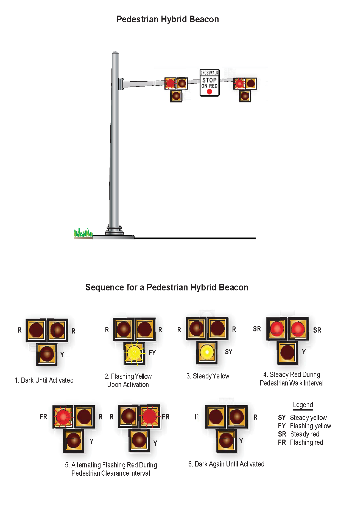 Pedestrian Hybrid Beacon
STOP
ON RED
Sequence for a Pedestrian Hybrid Beacon
R R
Y
1. Dark Until Activated
R R
FY
2. Flashing Yellow
Upon Activation
R R
SY
3. Steady Yellow
SR SR
Y
4. Steady Red During
Pedestrian Walk Interval
FR R
Y
R FR
Y
5. Alternating Flashing Red During
Pedestrian Clearance Interval
R
Y
6. Dark Again Until Activated
Legend
SY Steady yellow
FY Flashing yellow
SR Steady red
FR Flashing red